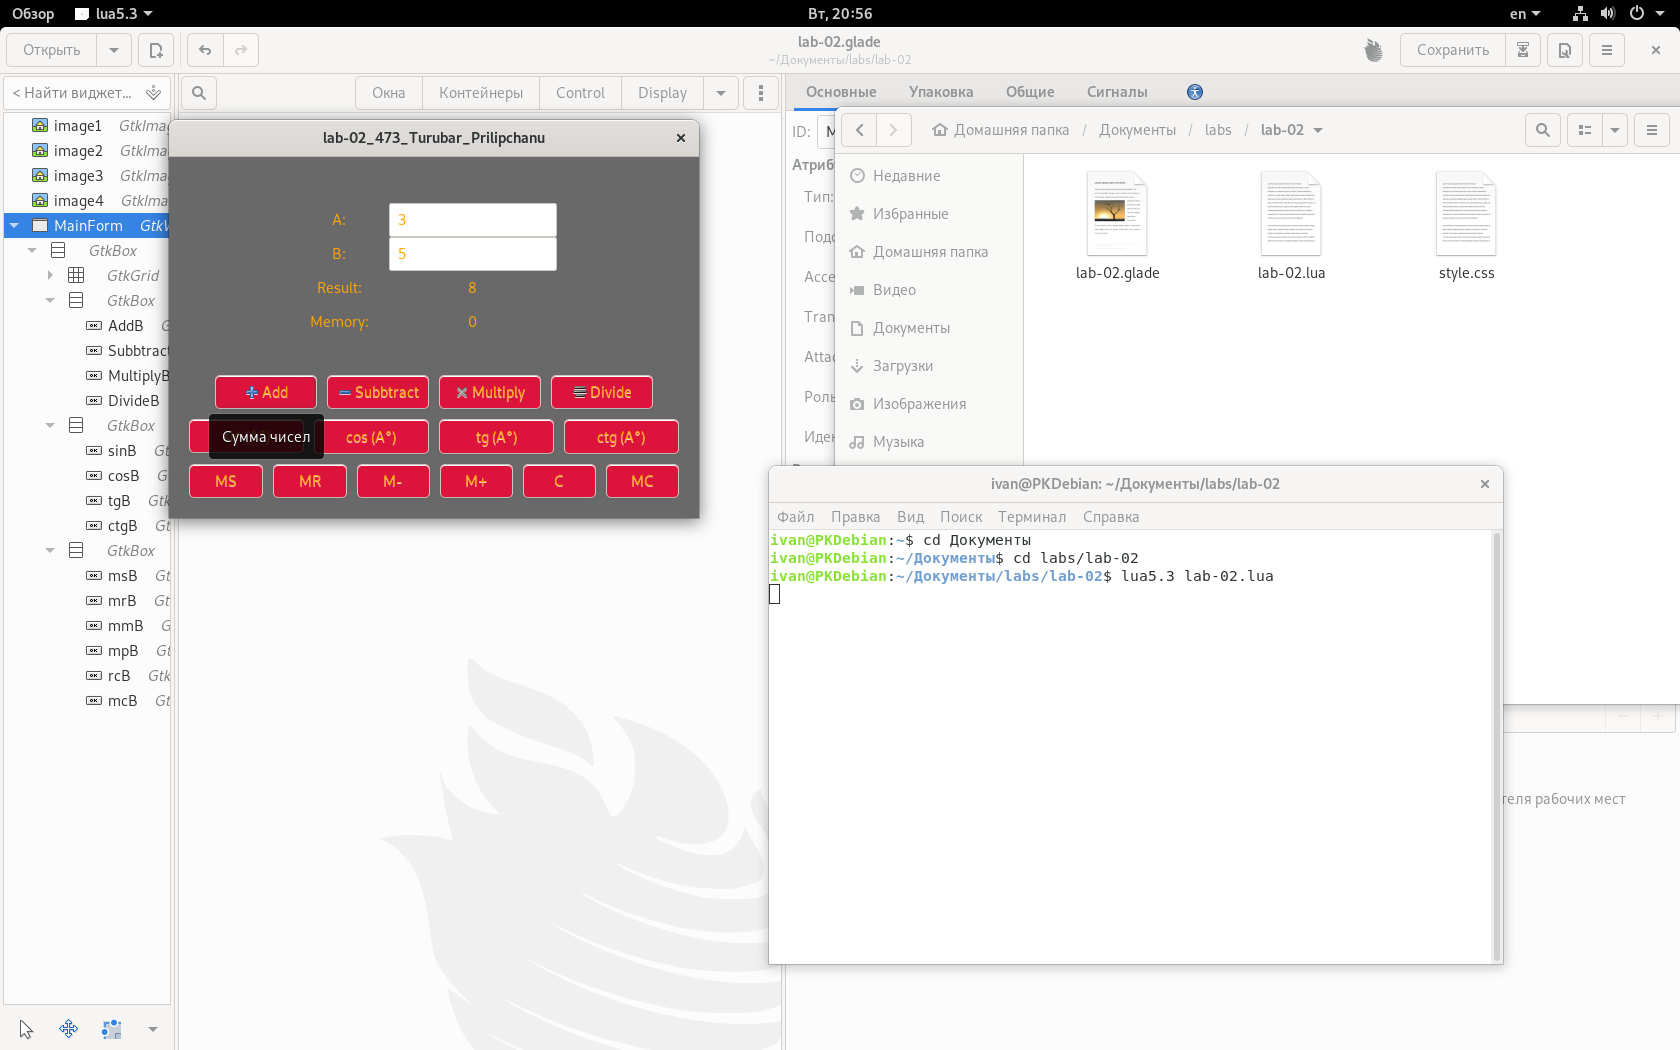 Обзор
lua5.3
Вт, 20:56
en
Открыть
lab-02.glade
~/Документы/labs/lab-02
Сохранить
< Найти виджет...
Окна
Контейнеры
Control
Display
Основные
Упаковка
Общие
Сигналы
image1 GtkIma
image2 GtkIma
image3 GtkIma
image4 GtkIma
MainForm GtkW
GtkBox
GtkGrid
GtkBox
AddB G
Subbtract
MultiplyB
DivideB
GtkBox
sinB Gt
cosB Gt
tgB Gt
ctgB Gt
GtkBox
msB Gt
mrB Gt
mmB G
mpB Gt
rcB Gtk
mcB Gt
lab-02_473_Turubar_Prilipchanu
A:
3
B:
5
Result:
8
Memory:
0
Add
Subbtract
Multiply
Divide
Сумма чисел
cos (A°)
tg (A°)
ctg (A°)
MS
MR
M-
M+
C
MC
ID:
M
Атриб
Тип:
Подс
Acce
Tran
Attac
Роль
Иден
Домашняя папка / Документы / labs / lab-02
Недавние
Избранные
Домашняя папка
Видео
Документы
Загрузки
Изображения
Музыка
lab-02.glade
lab-02.lua
style.css
ivan@PKDebian: ~/Документы/labs/lab-02
Файл Правка Вид Поиск Терминал Справка
ivan@PKDebian:~$ cd Документы
ivan@PKDebian:~/Документы$ cd labs/lab-02
ivan@PKDebian:~/Документы/labs/lab-02$ lua5.3 lab-02.lua
теля рабочих мест